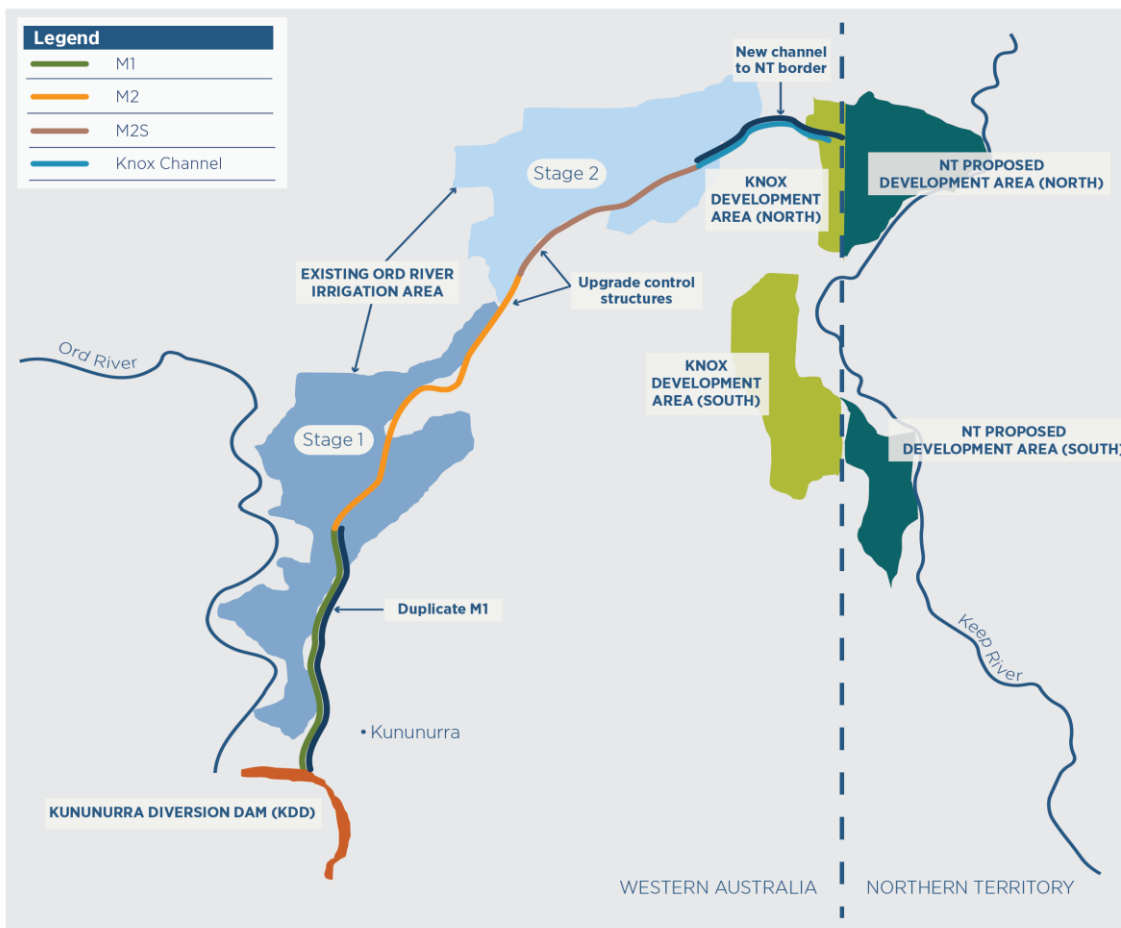 Legend
M1
M2
M2S
Knox Channel
New channel
to NT border
Stage 2
NT PROPOSED
DEVELOPMENT AREA (NORTH)
KNOX
DEVELOPMENT
AREA (NORTH)
EXISTING ORD RIVER
IRRIGATION AREA
Upgrade control
structures
Ord River
KNOX
DEVELOPMENT
AREA (SOUTH)
Stage 1
NT PROPOSED
DEVELOPMENT AREA (SOUTH)
Duplicate M1
Keep River
• Kununurra
KUNUNURRA DIVERSION DAM (KDD)
WESTERN AUSTRALIA
NORTHERN TERRITORY